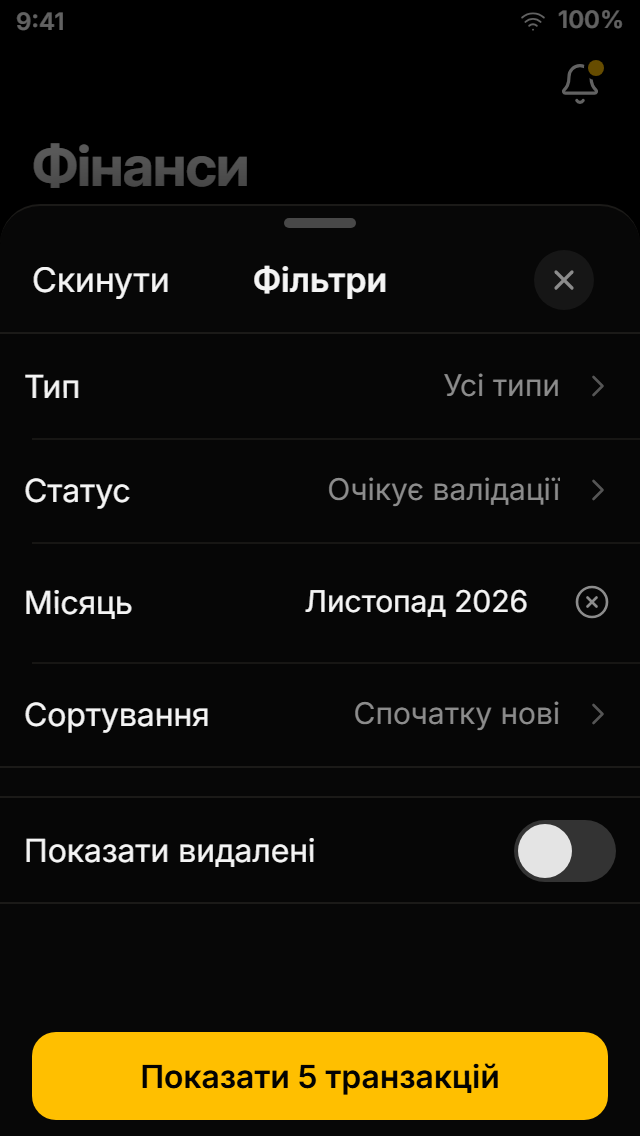 9:41 100%
Фінанси
Скинути Фільтри
Тип Усі типи
Статус Очікує валідації
Місяць Листопад 2026
Сортування Спочатку нові
Показати видалені
Показати 5 транзакцій